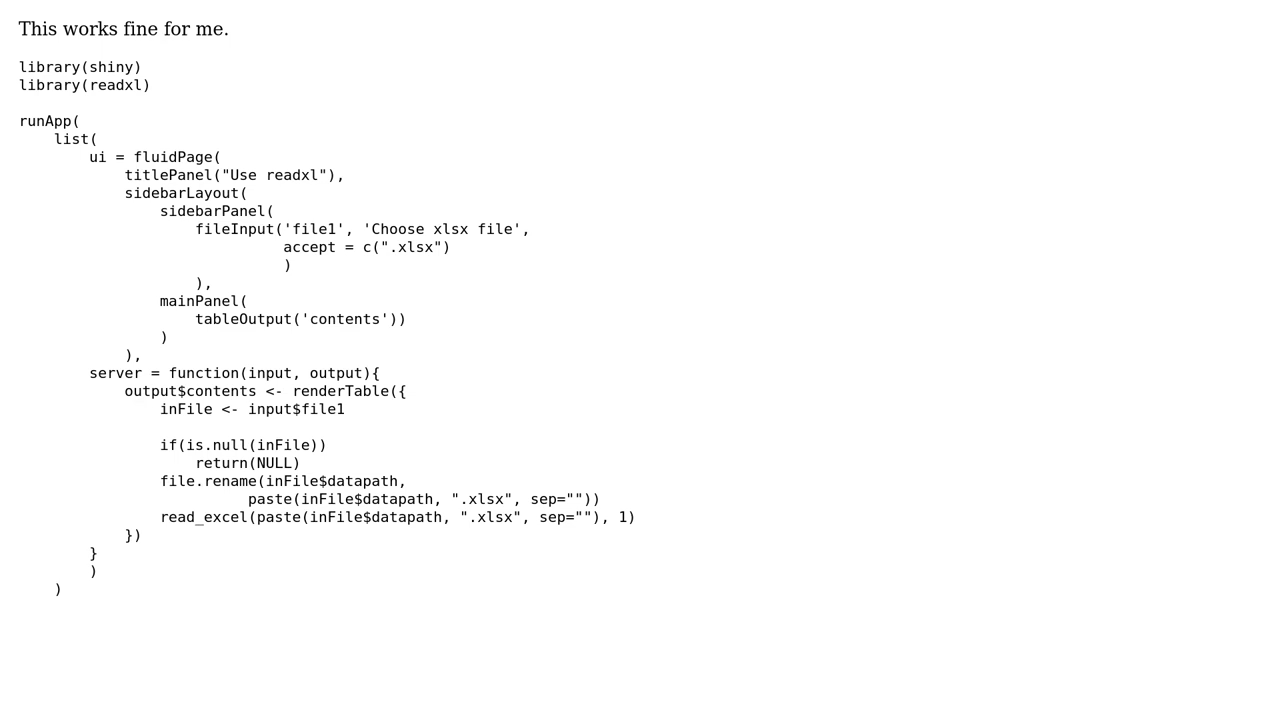 This works fine for me.
library(shiny)
library(readxl)

runApp(
    list(
        ui = fluidPage(
            titlePanel("Use readxl"),
            sidebarLayout(
                sidebarPanel(
                    fileInput('file1', 'Choose xlsx file',
                              accept = c(".xlsx")
                              )
                    ),
                mainPanel(
                    tableOutput('contents'))
                )
            ),
        server = function(input, output){
            output$contents <- renderTable({
                inFile <- input$file1

                if(is.null(inFile))
                    return(NULL)
                file.rename(inFile$datapath,
                          paste(inFile$datapath, ".xlsx", sep=""))
                read_excel(paste(inFile$datapath, ".xlsx", sep=""), 1)
            })
        }
        )
    )